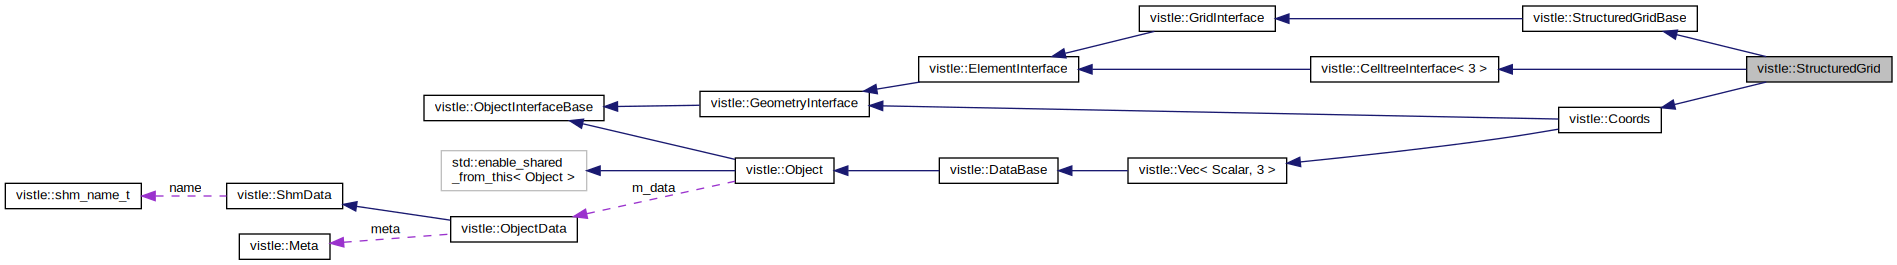 vistle::GridInterface
vistle::StructuredGridBase
vistle::ElementInterface
vistle::CelltreeInterface< 3 >
vistle::StructuredGrid
vistle::ObjectInterfaceBase
vistle::GeometryInterface
vistle::Coords
std::enable_shared
_from_this< Object >
vistle::Object
vistle::DataBase
vistle::Vec< Scalar, 3 >
vistle::shm_name_t
name
vistle::ShmData
m_data
vistle::ObjectData
meta
vistle::Meta